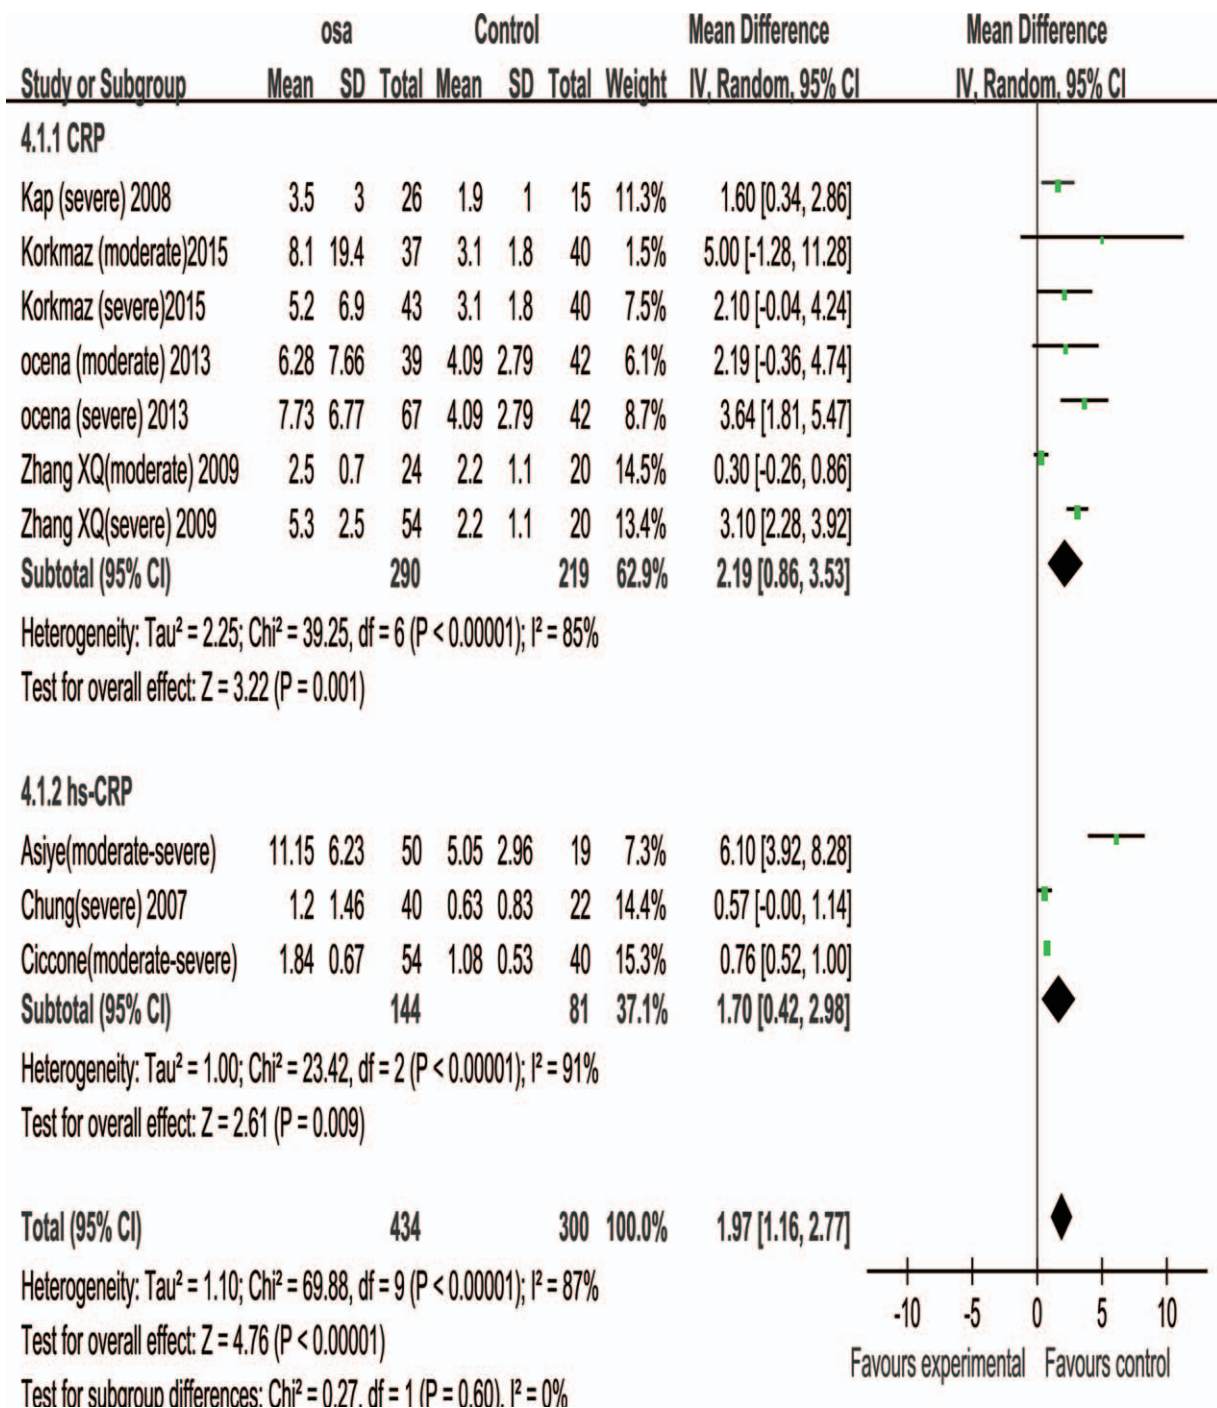 osa Control Mean Difference Mean Difference
Study or Subgroup Mean SD Total Mean SD Total Weight IV, Random, 95% CI IV, Random, 95% CI
4.1.1 CRP
Kap (severe) 2008 3.5 3 26 1.9 1 15 11.3% 1.60 [0.34, 2.86]
Korkmaz (moderate)2015 8.1 19.4 37 3.1 1.8 40 1.5% 5.00 [-1.28, 11.28]
Korkmaz (severe)2015 5.2 6.9 43 3.1 1.8 40 7.5% 2.10 [-0.04, 4.24]
ocena (moderate) 2013 6.28 7.66 39 4.09 2.79 42 6.1% 2.19 [-0.36, 4.74]
ocena (severe) 2013 7.73 6.77 67 4.09 2.79 42 8.7% 3.64 [1.81, 5.47]
Zhang XQ(moderate) 2009 2.5 0.7 24 2.2 1.1 20 14.5% 0.30 [-0.26, 0.86]
Zhang XQ(severe) 2009 5.3 2.5 54 2.2 1.1 20 13.4% 3.10 [2.28, 3.92]
Subtotal (95% CI) 290 219 62.9% 2.19 [0.86, 3.53]
Heterogeneity: Tau² = 2.25; Chi² = 39.25, df = 6 (P < 0.00001); I² = 85%
Test for overall effect: Z = 3.22 (P = 0.001)
4.1.2 hs-CRP
Asiye(moderate-severe) 11.15 6.23 50 5.05 2.96 19 7.3% 6.10 [3.92, 8.28]
Chung(severe) 2007 1.2 1.46 40 0.63 0.83 22 14.4% 0.57 [-0.00, 1.14]
Ciccone(moderate-severe) 1.84 0.67 54 1.08 0.53 40 15.3% 0.76 [0.52, 1.00]
Subtotal (95% CI) 144 81 37.1% 1.70 [0.42, 2.98]
Heterogeneity: Tau² = 1.00; Chi² = 23.42, df = 2 (P < 0.00001); I² = 91%
Test for overall effect: Z = 2.61 (P = 0.009)
Total (95% CI) 434 300 100.0% 1.97 [1.16, 2.77]
Heterogeneity: Tau² = 1.10; Chi² = 69.88, df = 9 (P < 0.00001); I² = 87%
-10 -5 0 5 10
Test for overall effect: Z = 4.76 (P < 0.00001)
Favours experimental Favours control
Test for subgroup differences: Chi² = 0.27, df = 1 (P = 0.60), I² = 0%